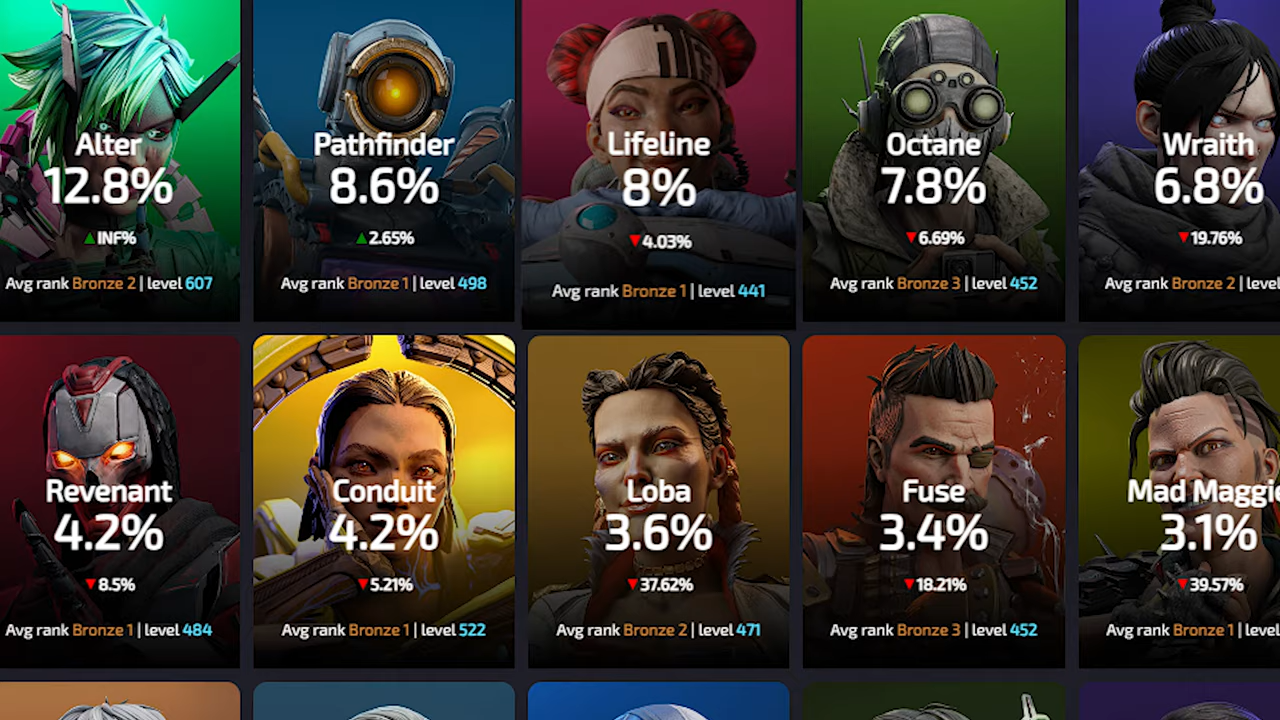 Alter
12.8%
▲INF%
Avg rank Bronze 2 | level 607
Pathfinder
8.6%
▲2.65%
Avg rank Bronze 1 | level 498
Lifeline
8%
▼4.03%
Avg rank Bronze 1 | level 441
Octane
7.8%
▼6.69%
Avg rank Bronze 3 | level 452
Wraith
6.8%
▼19.76%
Avg rank Bronze 2 | leve
Revenant
4.2%
▼8.5%
Avg rank Bronze 1 | level 484
Conduit
4.2%
▼5.21%
Avg rank Bronze 1 | level 522
Loba
3.6%
▼37.62%
Avg rank Bronze 2 | level 471
Fuse
3.4%
▼18.21%
Avg rank Bronze 3 | level 452
Mad Maggie
3.1%
▼39.57%
Avg rank Bronze 1 | leve